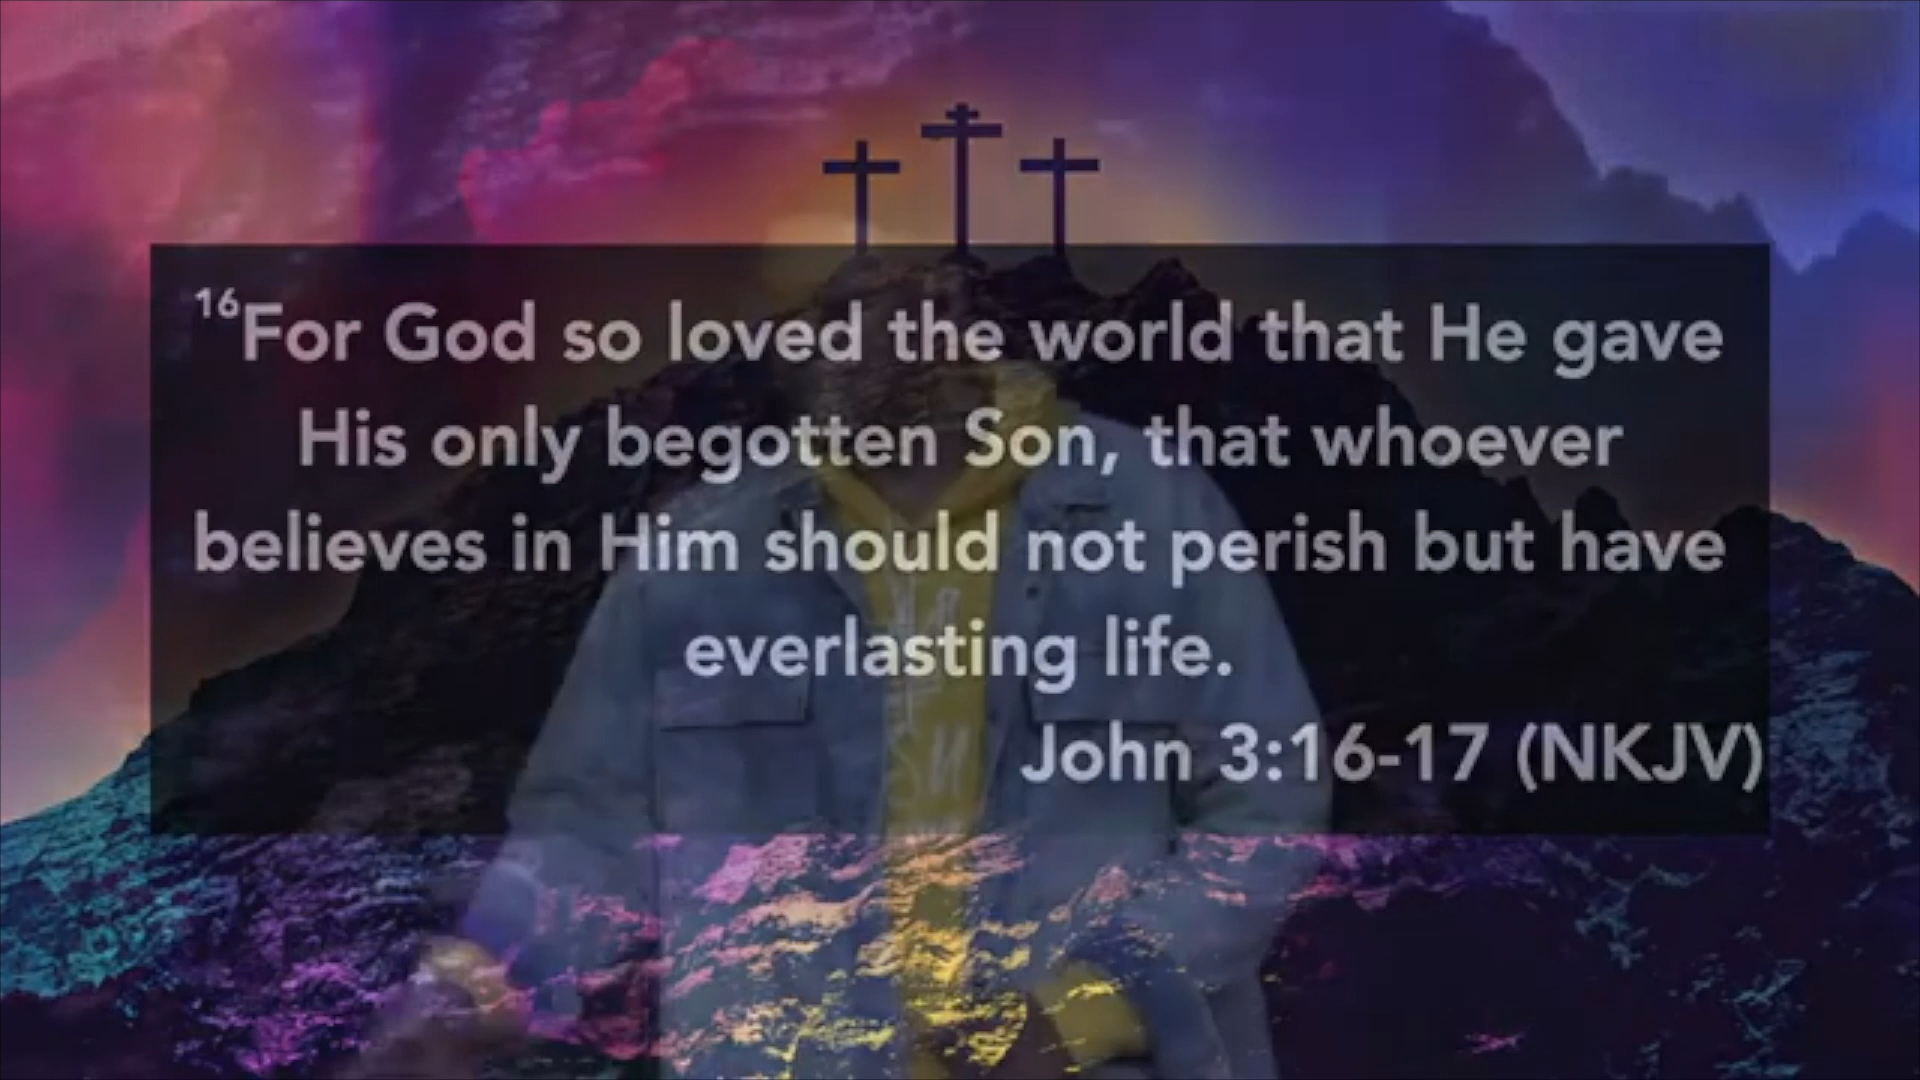 16For God so loved the world that He gave
His only begotten Son, that whoever
believes in Him should not perish but have
everlasting life.
John 3:16-17 (NKJV)